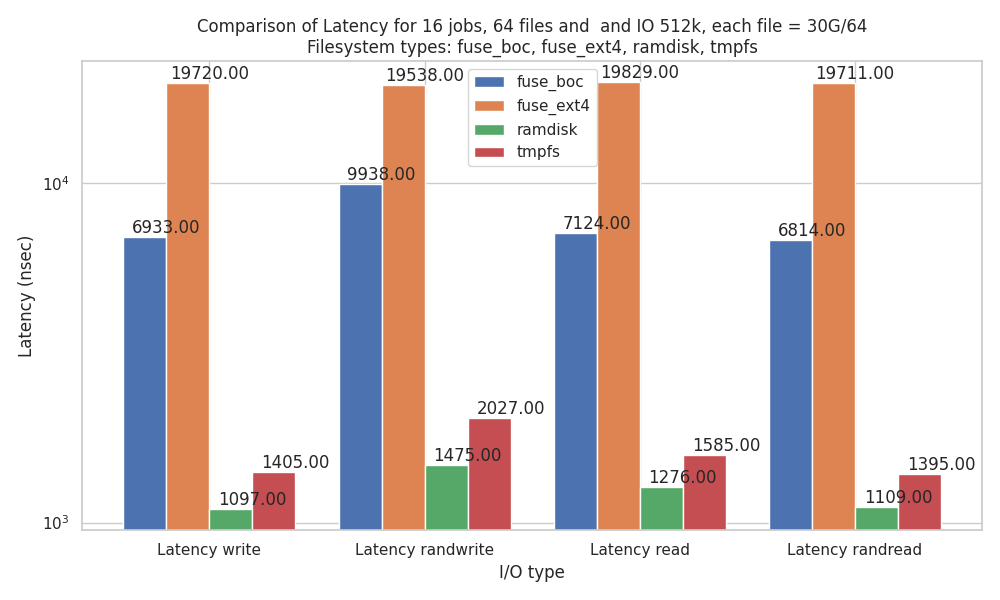 Comparison of Latency for 16 jobs, 64 files and  and IO 512k, each file = 30G/64
Filesystem types: fuse_boc, fuse_ext4, ramdisk, tmpfs
19720.00
19538.00
19829.00
19711.00
fuse_boc
fuse_ext4
ramdisk
tmpfs
10⁴
9938.00
6933.00
7124.00
6814.00
Latency (nsec)
2027.00
1405.00
1475.00
1585.00
1395.00
1097.00
1276.00
1109.00
10³
Latency write
Latency randwrite
Latency read
Latency randread
I/O type